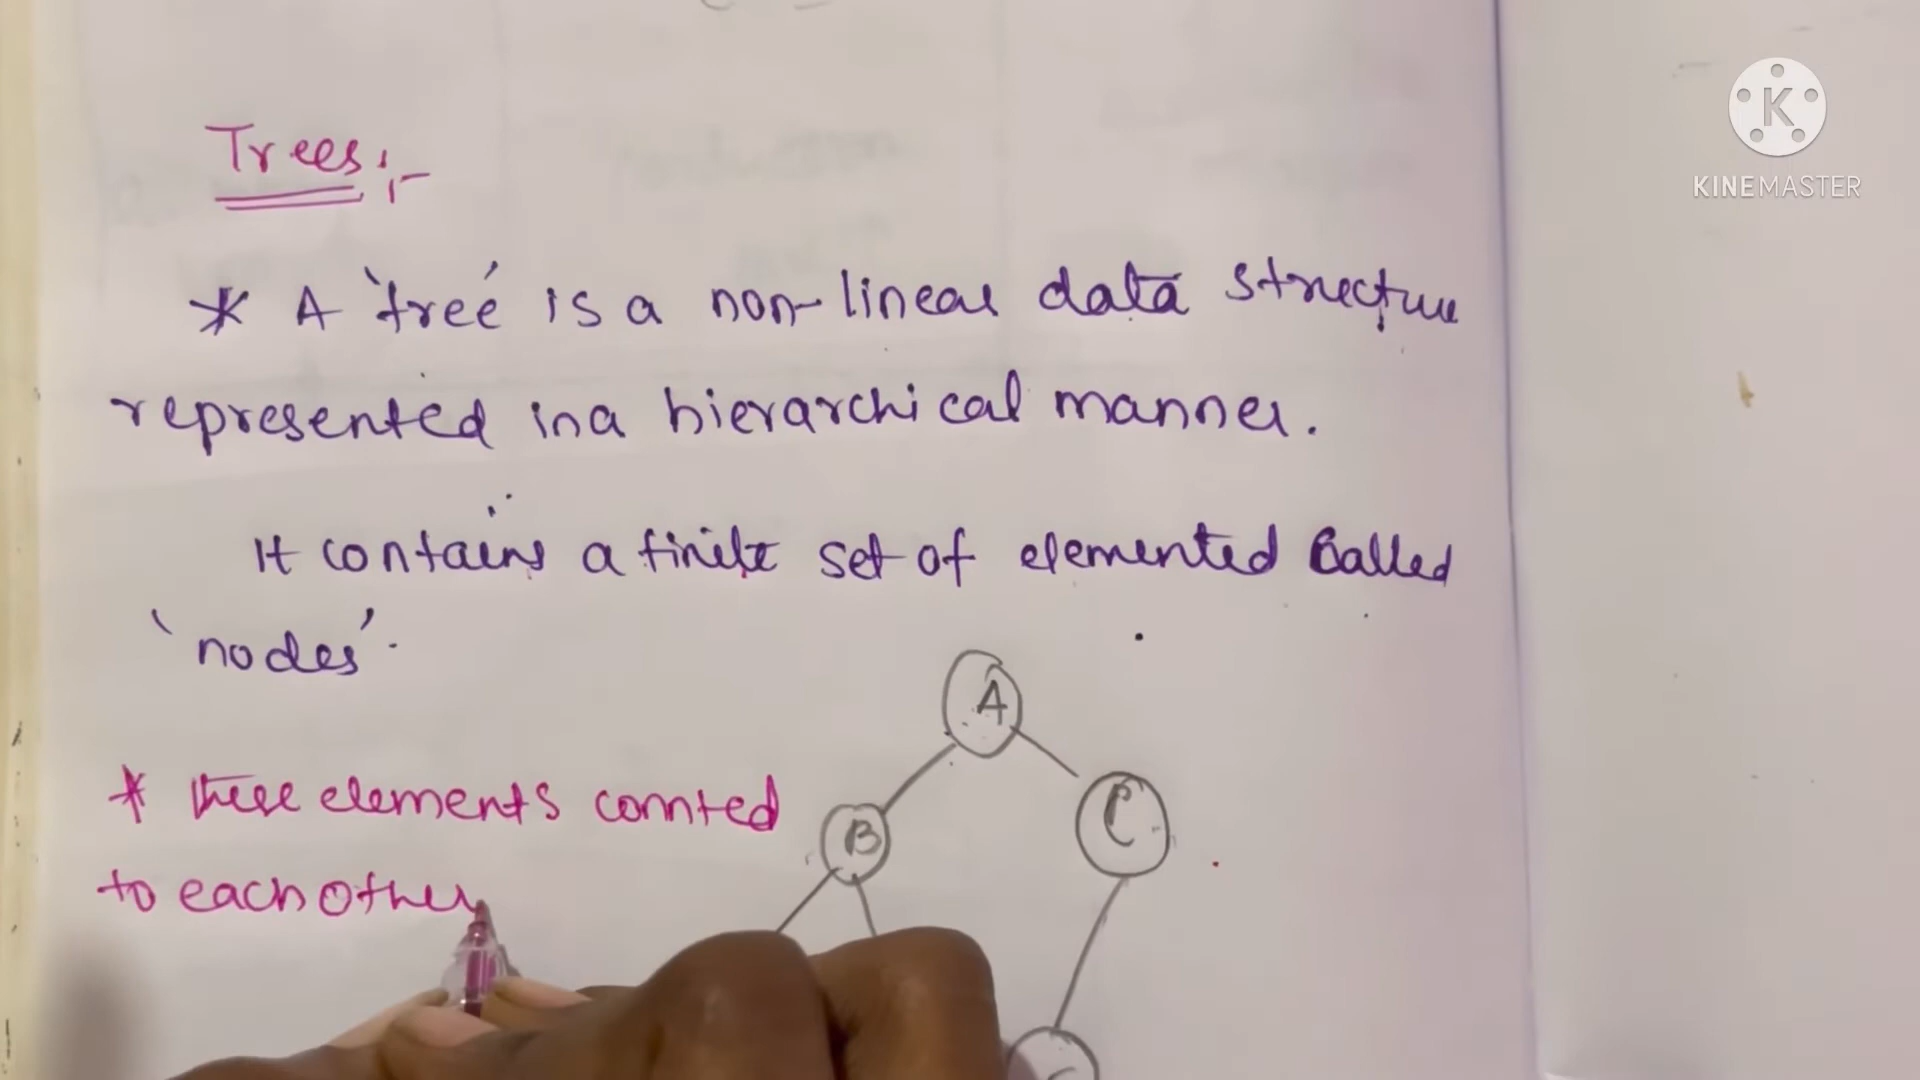 Trees:-
* A 'tree' is a non-linear data structure
represented in a hierarchical manner.
It contains a finite set of elemented Called
'nodes'.
A
B
C
* these elements connted
to each other
K
KINEMASTER